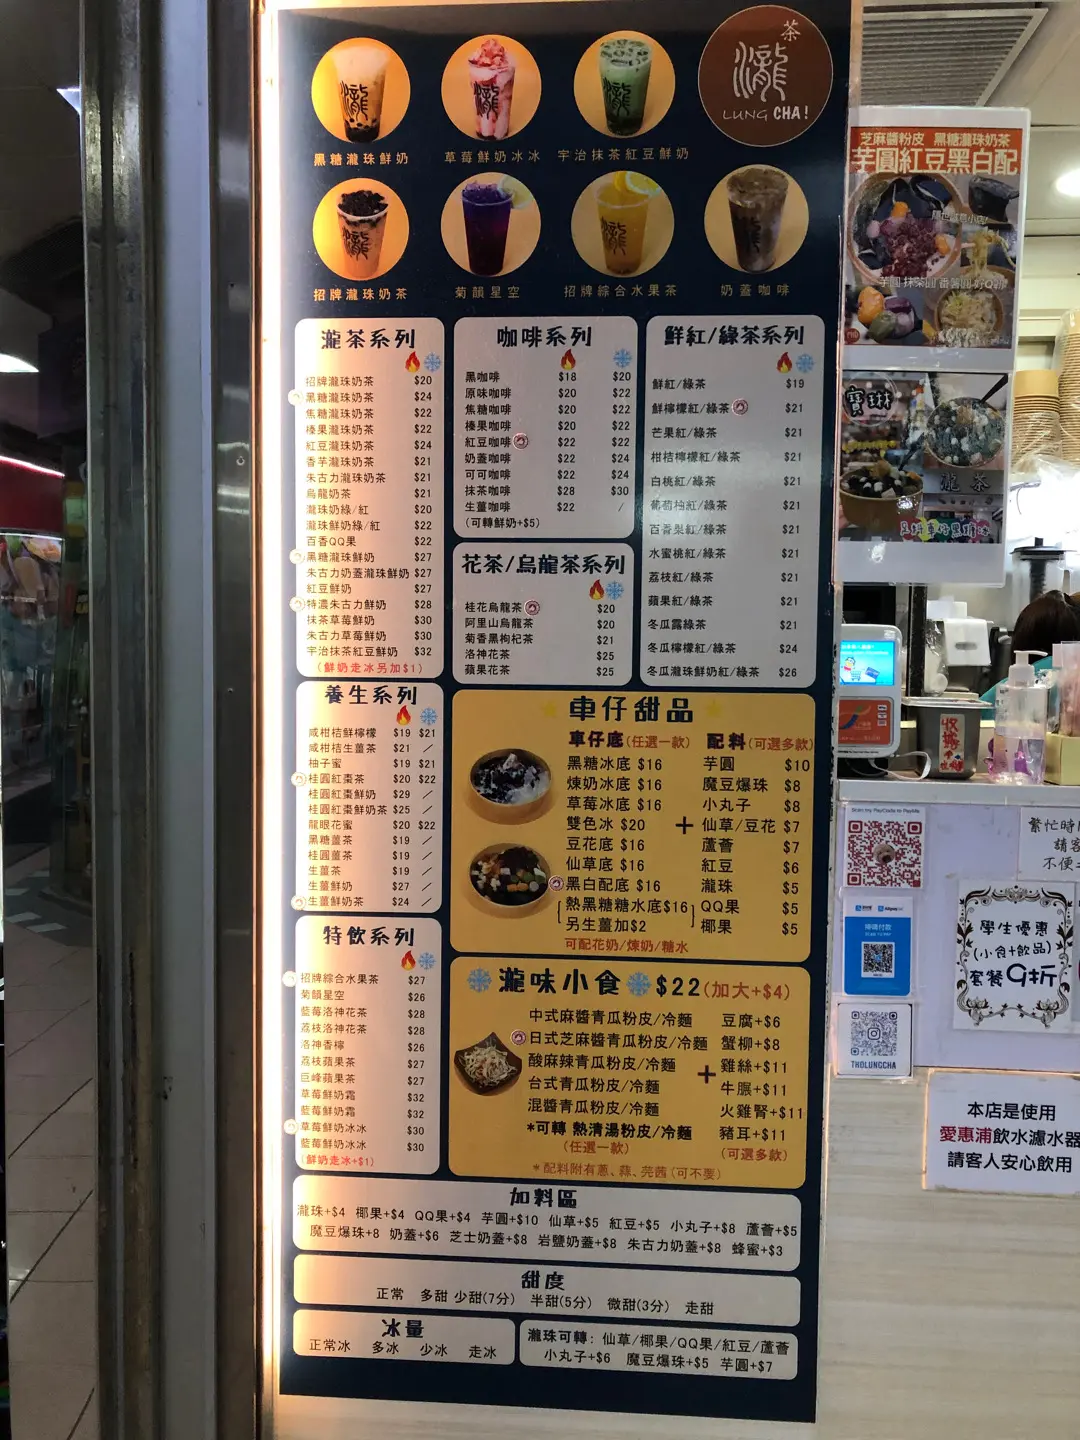 茶
瀧
LUNG CHA!
黑糖瀧珠鮮奶
草莓鮮奶冰冰
宇治抹茶紅豆鮮奶
招牌瀧珠奶茶
菊韻星空
招牌綜合水果茶
奶蓋咖啡
瀧茶系列
招牌瀧珠奶茶 $20
黑糖瀧珠奶茶 $24
焦糖瀧珠奶茶 $22
榛果瀧珠奶茶 $22
紅豆瀧珠奶茶 $24
香芋瀧珠奶茶 $21
朱古力瀧珠奶茶 $21
烏龍奶茶 $21
瀧珠奶綠/紅 $20
瀧珠鮮奶綠/紅 $22
百香QQ果 $22
黑糖瀧珠鮮奶 $27
朱古力奶蓋瀧珠鮮奶 $27
紅豆鮮奶 $27
特濃朱古力鮮奶 $28
抹茶草莓鮮奶 $30
朱古力草莓鮮奶 $30
宇治抹茶紅豆鮮奶 $32
(鮮奶走冰另加$1)
咖啡系列
黑咖啡 $18 $20
原味咖啡 $20 $22
焦糖咖啡 $20 $22
榛果咖啡 $20 $22
紅豆咖啡 $22 $22
奶蓋咖啡 $22 $24
可可咖啡 $22 $24
抹茶咖啡 $28 $30
生薑咖啡 $22 /
(可轉鮮奶+$5)
花茶/烏龍茶系列
桂花烏龍茶 $20
阿里山烏龍茶 $20
菊香黑枸杞茶 $21
洛神花茶 $25
蘋果花茶 $25
鮮紅/綠茶系列
鮮紅/綠茶 $19
鮮檸檬紅/綠茶 $21
芒果紅/綠茶 $21
柑桔檸檬紅/綠茶 $21
白桃紅/綠茶 $21
葡萄柚紅/綠茶 $21
百香梨紅/綠茶 $21
水蜜桃紅/綠茶 $21
荔枝紅/綠茶 $21
蘋果紅/綠茶 $21
冬瓜露綠茶 $21
冬瓜檸檬紅/綠茶 $24
冬瓜瀧珠鮮奶紅/綠茶 $26
養生系列
咸柑桔鮮檸檬 $19 $21
咸柑桔生薑茶 $21 /
柚子蜜 $19 $21
桂圓紅棗茶 $20 $22
桂圓紅棗鮮奶 $29 /
桂圓紅棗鮮奶茶 $25 /
龍眼花蜜 $20 $22
黑糖薑茶 $19 /
桂圓薑茶 $19 /
生薑茶 $19 /
生薑鮮奶 $27 /
生薑鮮奶茶 $24 /
特飲系列
招牌綜合水果茶 $27
菊韻星空 $26
藍莓洛神花茶 $28
荔枝洛神花茶 $28
洛神香檸 $26
荔枝蘋果茶 $27
巨峰蘋果茶 $27
草莓鮮奶霜 $32
藍莓鮮奶霜 $32
草莓鮮奶冰冰 $30
藍莓鮮奶冰冰 $30
(鮮奶走冰+$1)
車仔甜品
車仔底(任選一款) 配料(可選多款)
黑糖冰底 $16 芋圓 $10
煉奶冰底 $16 魔豆爆珠 $8
草莓冰底 $16 小丸子 $8
雙色冰 $20 + 仙草/豆花 $7
豆花底 $16 蘆薈 $7
仙草底 $16 紅豆 $6
黑白配底 $16 瀧珠 $5
[熱黑糖糖水底$16] QQ果 $5
[另生薑加$2] 椰果 $5
可配花奶/煉奶/糖水
瀧味小食 $22(加大+$4)
中式麻醬青瓜粉皮/冷麵 豆腐+$6
日式芝麻醬青瓜粉皮/冷麵 蟹柳+$8
酸麻辣青瓜粉皮/冷麵 + 雞絲+$11
台式青瓜粉皮/冷麵 牛𦟌+$11
混醬青瓜粉皮/冷麵 火雞腎+$11
*可轉 熱清湯粉皮/冷麵 豬耳+$11
(任選一款) (可選多款)
*配料附有蔥、蒜、芫茜(可不要)
加料區
瀧珠+$4 椰果+$4 QQ果+$4 芋圓+$10 仙草+$5 紅豆+$5 小丸子+$8 蘆薈+$5
魔豆爆珠+8 奶蓋+$6 芝士奶蓋+$8 岩鹽奶蓋+$8 朱古力奶蓋+$8 蜂蜜+$3
甜度
正常 多甜 少甜(7分) 半甜(5分) 微甜(3分) 走甜
冰量
正常冰 多冰 少冰 走冰
瀧珠可轉: 仙草/椰果/QQ果/紅豆/蘆薈
小丸子+$6 魔豆爆珠+$5 芋圓+$7
芝麻醬粉皮 黑糖瀧珠奶茶
芋圓紅豆黑白配
寶琳
瀧茶
Scan my PayCode in PayMe
THOLUNGCHA
繁忙時
請客
不便
學生優惠
(小食+飲品)
套餐9折
本店是使用
愛惠浦飲水濾水器
請客人安心飲用